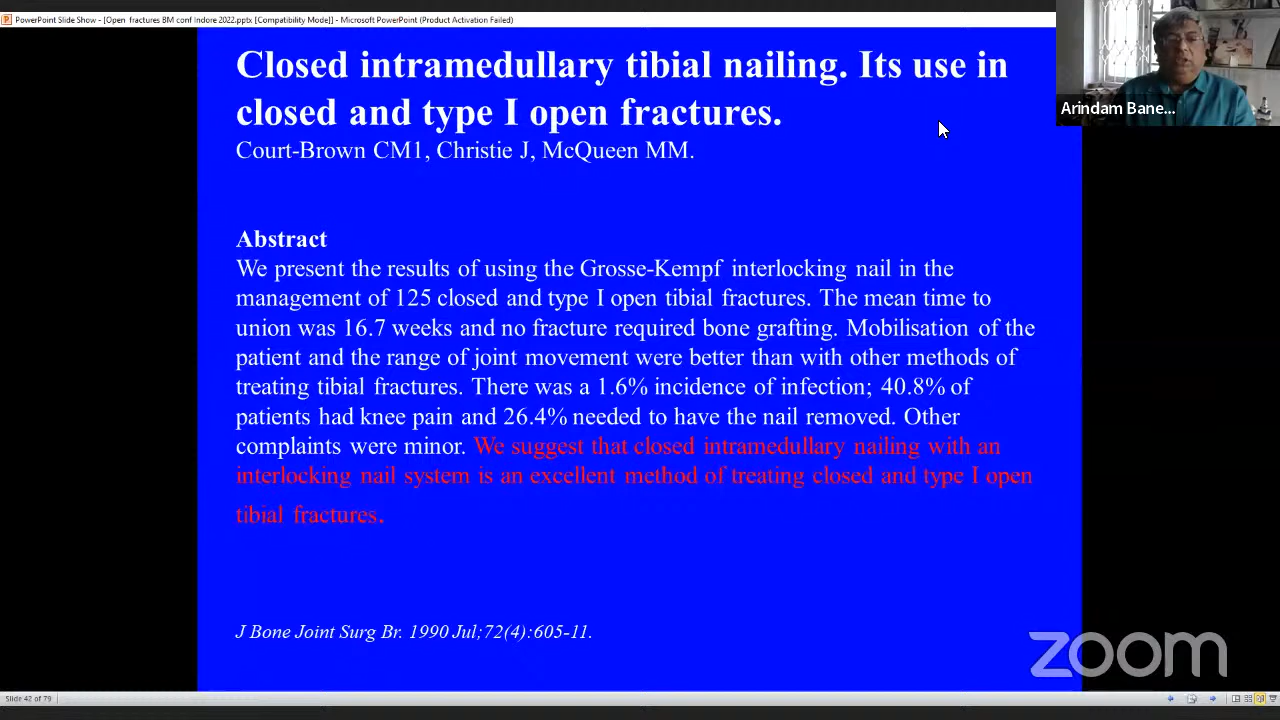 PowerPoint Slide Show - [Open fractures BM conf Indore 2022.pptx [Compatibility Mode]] - Microsoft PowerPoint (Product Activation Failed)
Closed intramedullary tibial nailing. Its use in
closed and type I open fractures.
Court-Brown CM1, Christie J, McQueen MM.
Arindam Bane...
Abstract
We present the results of using the Grosse-Kempf interlocking nail in the
management of 125 closed and type I open tibial fractures. The mean time to
union was 16.7 weeks and no fracture required bone grafting. Mobilisation of the
patient and the range of joint movement were better than with other methods of
treating tibial fractures. There was a 1.6% incidence of infection; 40.8% of
patients had knee pain and 26.4% needed to have the nail removed. Other
complaints were minor. We suggest that closed intramedullary nailing with an
interlocking nail system is an excellent method of treating closed and type I open
tibial fractures.
J Bone Joint Surg Br. 1990 Jul;72(4):605-11.
zoom
Slide 42 of 79